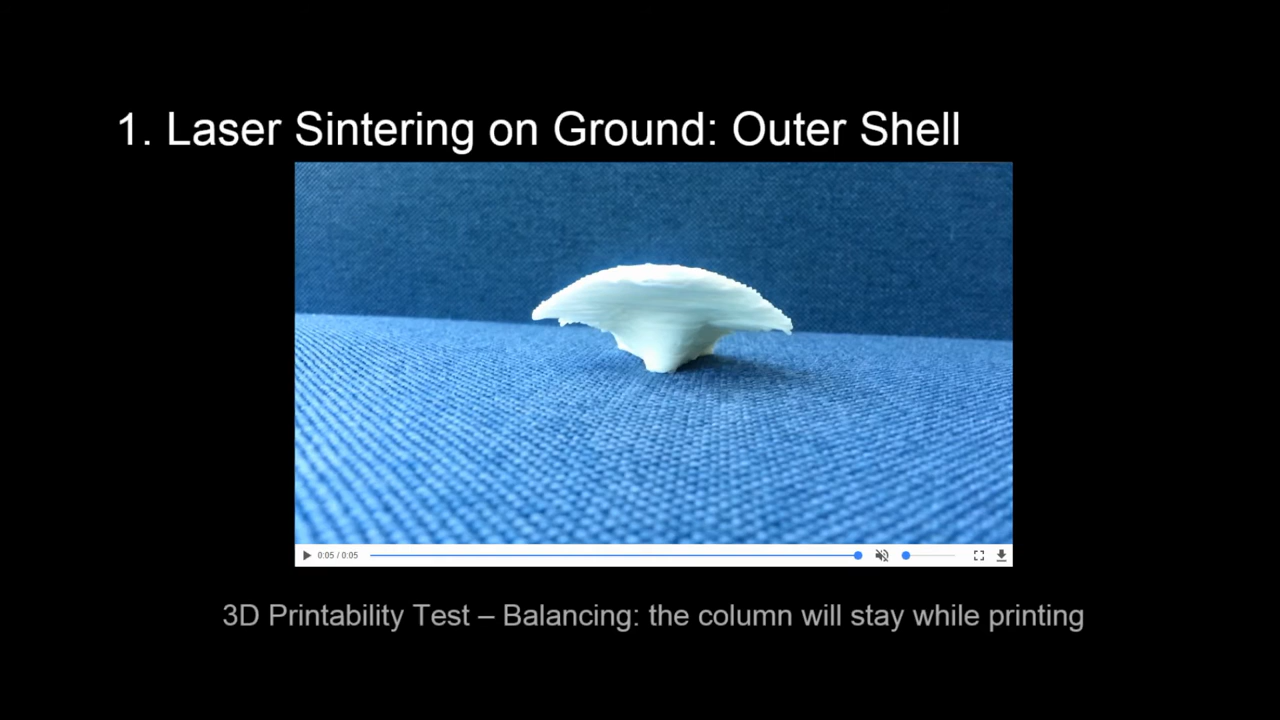 1. Laser Sintering on Ground: Outer Shell
0:05 / 0:05
3D Printability Test – Balancing: the column will stay while printing